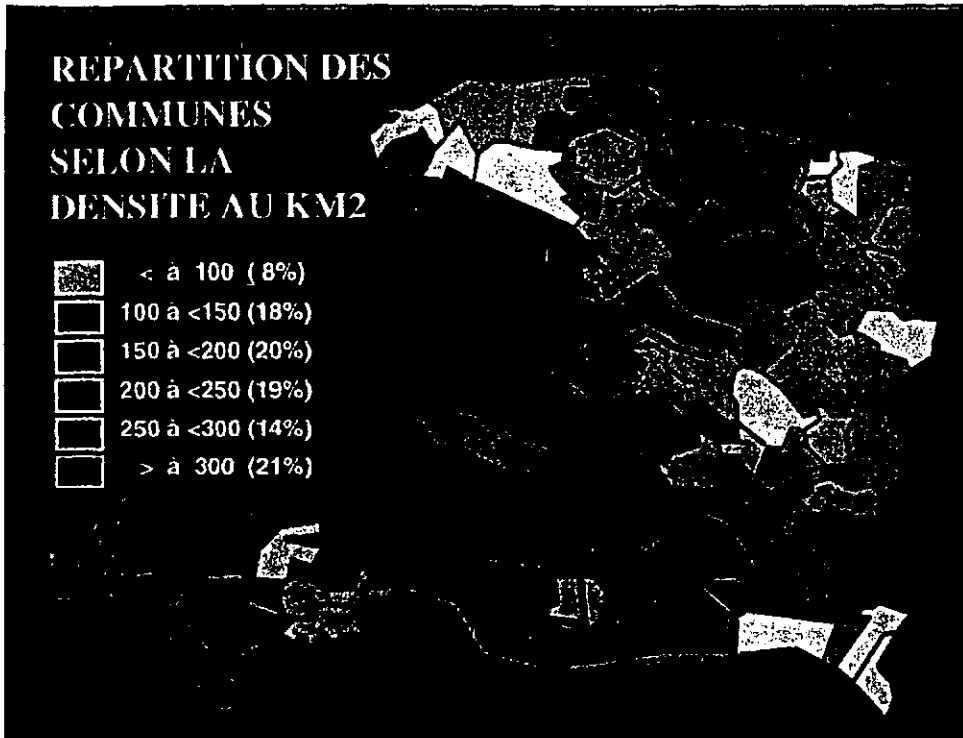 REPARTITION DES
COMMUNES
SELON LA
DENSITE AU KM2
< à 100 (8%)
100 à <150 (18%)
150 à <200 (20%)
200 à <250 (19%)
250 à <300 (14%)
> à 300 (21%)